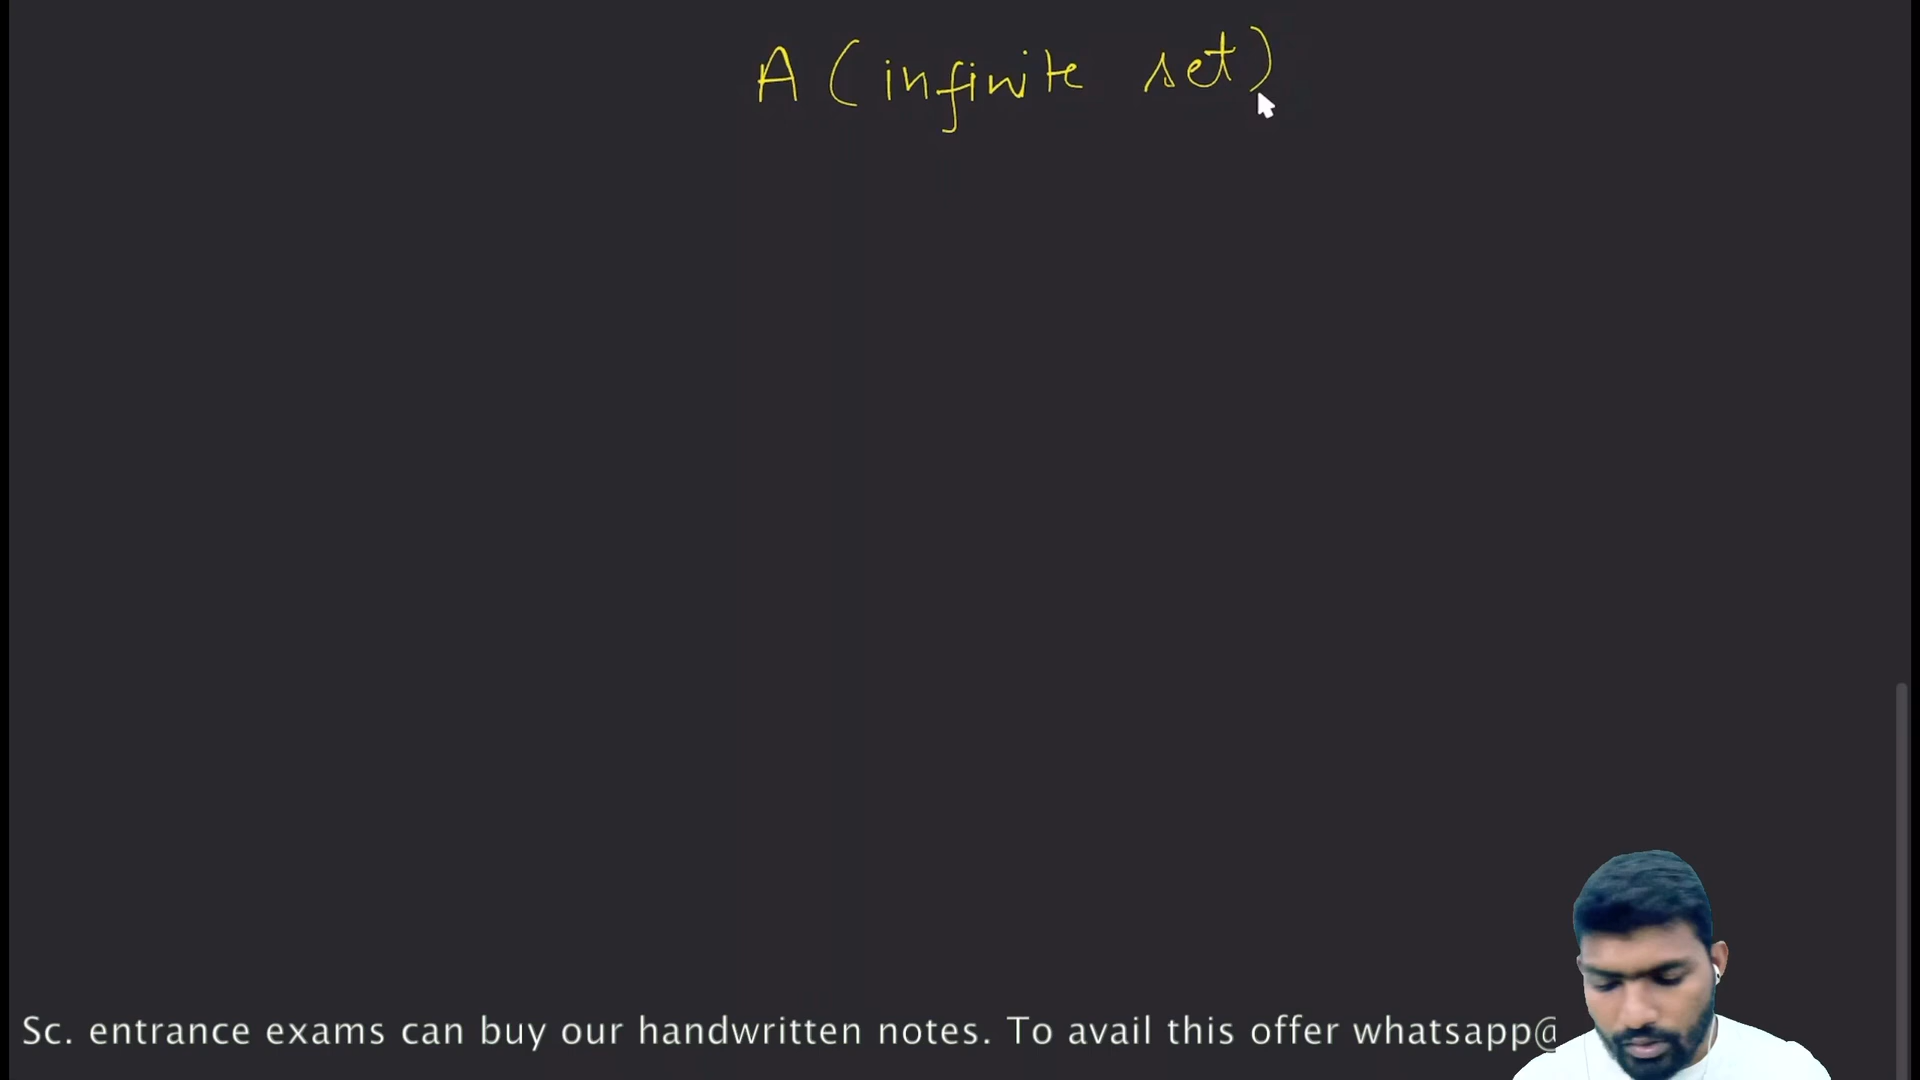 A (infinite set)
Sc. entrance exams can buy our handwritten notes. To avail this offer whatsapp@